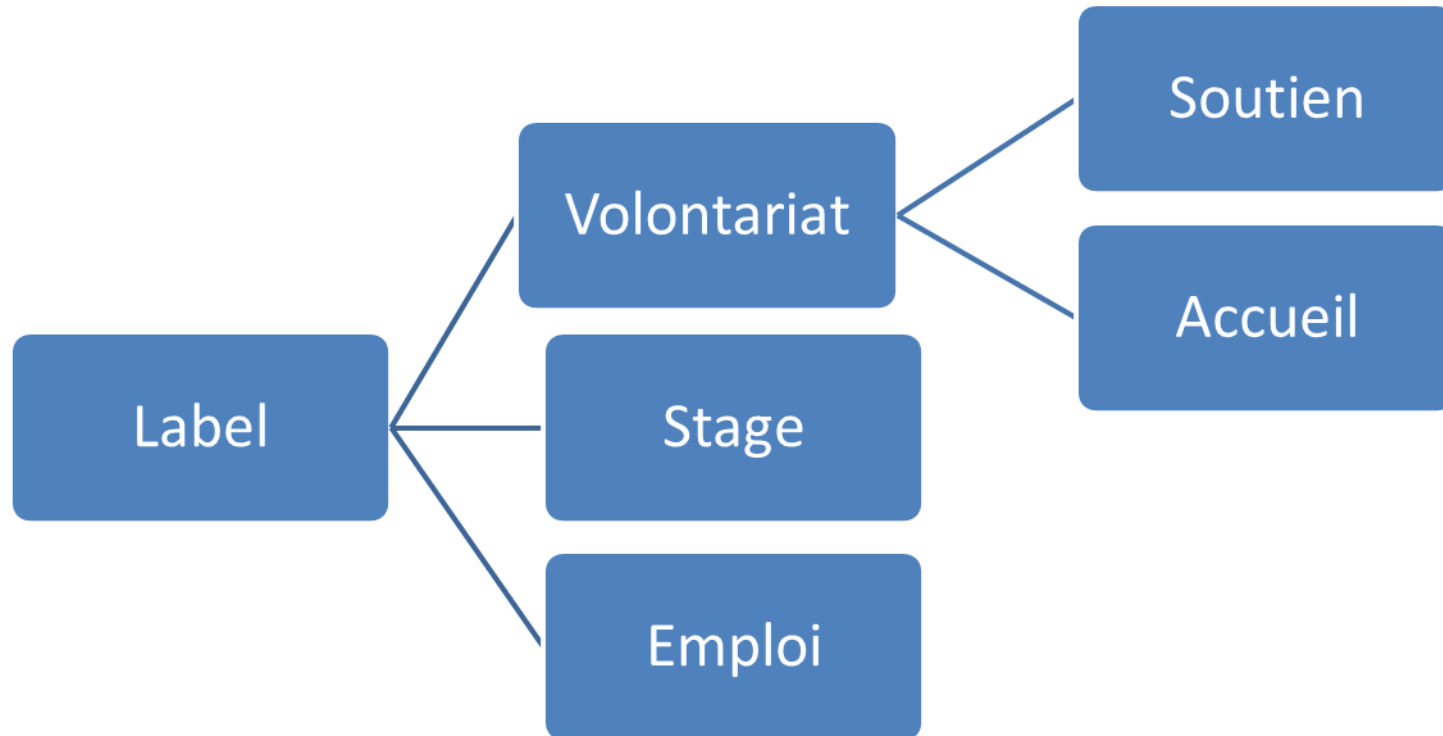 Label
Volontariat
Soutien
Accueil
Stage
Emploi